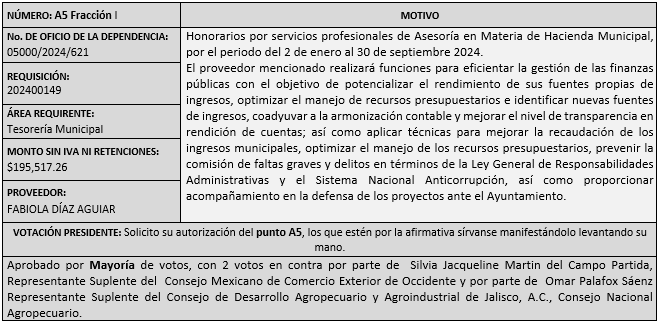 NÚMERO: A5 Fracción I
No. DE OFICIO DE LA DEPENDENCIA:
05000/2024/621
REQUISICIÓN:
202400149
ÁREA REQUIRENTE:
Tesorería Municipal
MONTO SIN IVA NI RETENCIONES:
$195,517.26
PROVEEDOR:
FABIOLA DÍAZ AGUIAR
MOTIVO
Honorarios por servicios profesionales de Asesoría en Materia de Hacienda Municipal,
por el periodo del 2 de enero al 30 de septiembre 2024.
El proveedor mencionado realizará funciones para eficientar la gestión de las finanzas
públicas con el objetivo de potencializar el rendimiento de sus fuentes propias de
ingresos, optimizar el manejo de recursos presupuestarios e identificar nuevas fuentes
de ingresos, coadyuvar a la armonización contable y mejorar el nivel de transparencia en
rendición de cuentas; así como aplicar técnicas para mejorar la recaudación de los
ingresos municipales, optimizar el manejo de los recursos presupuestarios, prevenir la
comisión de faltas graves y delitos en términos de la Ley General de Responsabilidades
Administrativas y el Sistema Nacional Anticorrupción, así como proporcionar
acompañamiento en la defensa de los proyectos ante el Ayuntamiento.
VOTACIÓN PRESIDENTE: Solicito su autorización del punto A5, los que estén por la afirmativa sírvanse manifestándolo levantando su
mano.
Aprobado por Mayoría de votos, con 2 votos en contra por parte de Silvia Jacqueline Martin del Campo Partida,
Representante Suplente del Consejo Mexicano de Comercio Exterior de Occidente y por parte de Omar Palafox Sáenz
Representante Suplente del Consejo de Desarrollo Agropecuario y Agroindustrial de Jalisco, A.C., Consejo Nacional
Agropecuario.